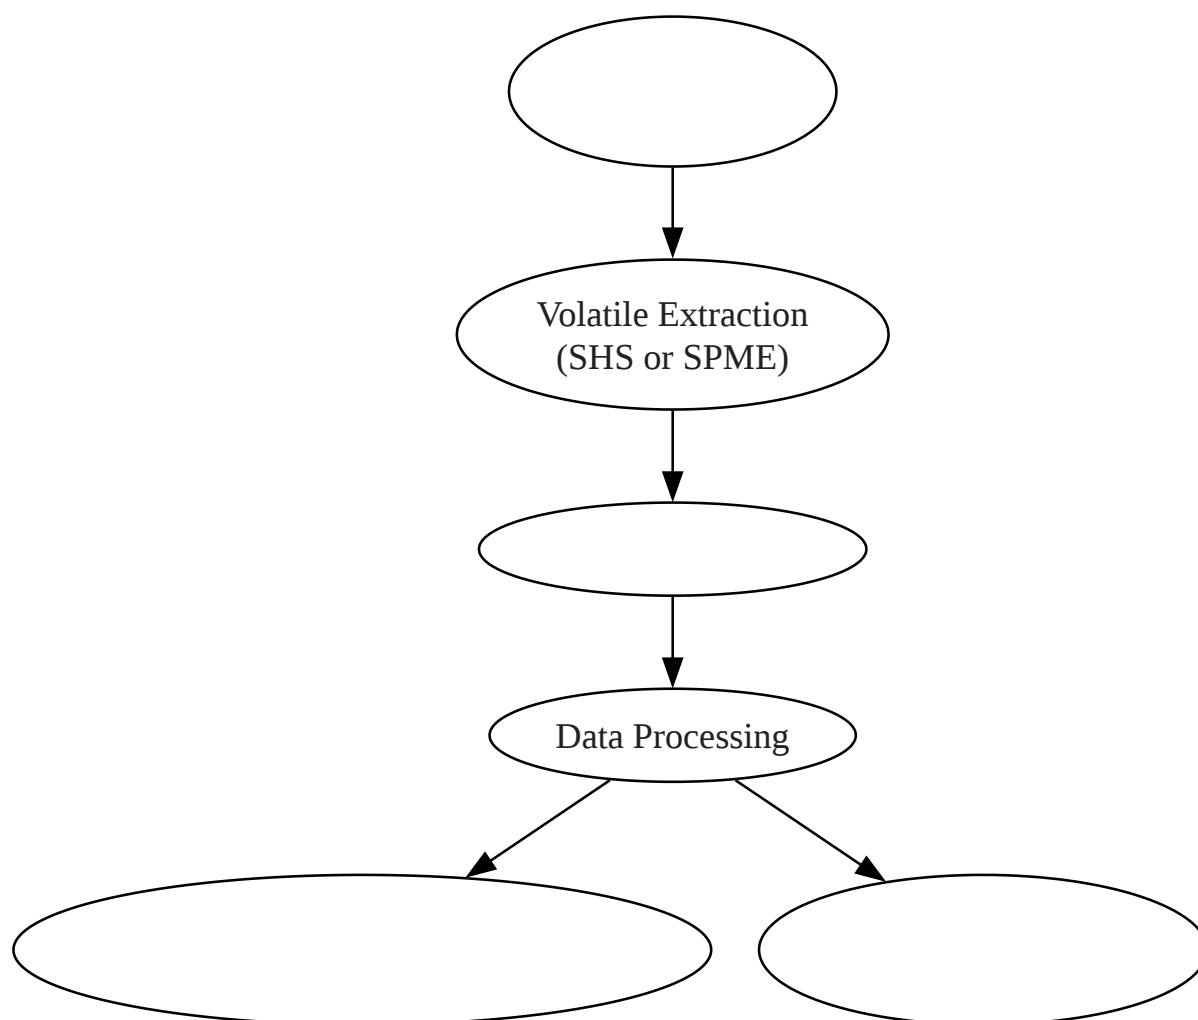 Volatile Extraction
(SHS or SPME)
Data Processing